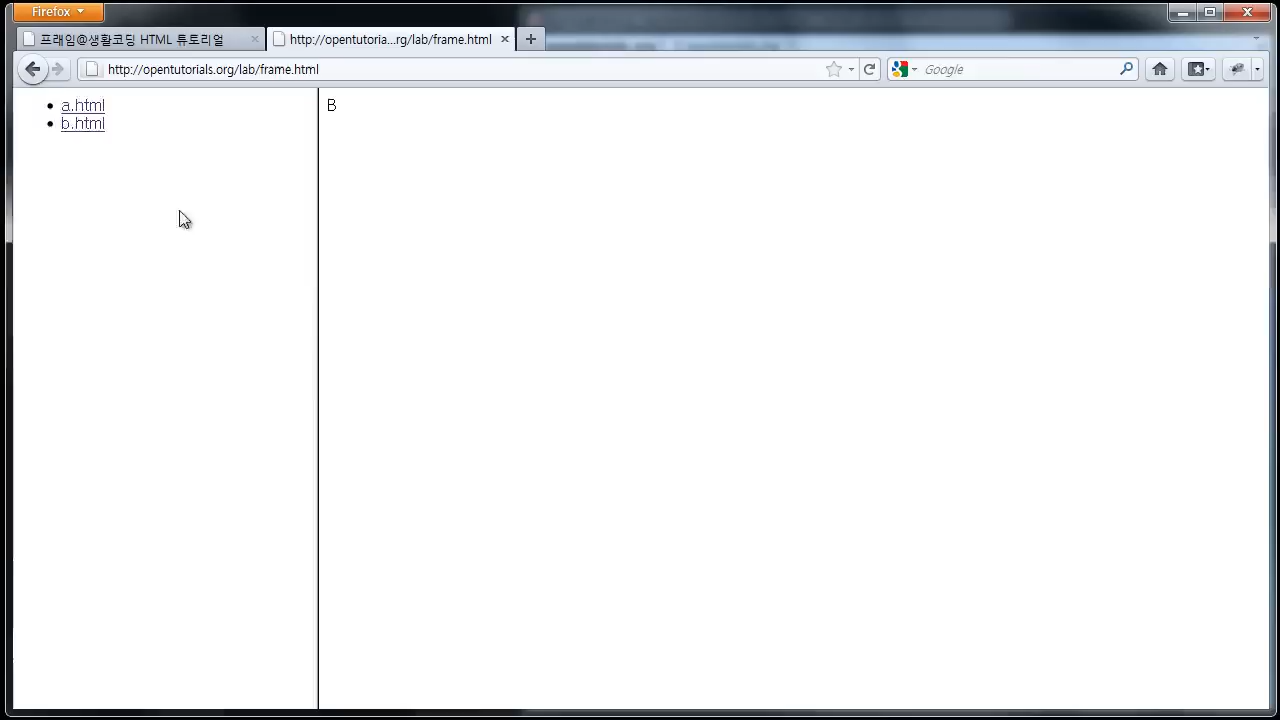 Firefox
프래임@생활코딩 HTML 튜토리얼
http://opentutoria...rg/lab/frame.html
http://opentutorials.org/lab/frame.html
Google
a.html
b.html
B